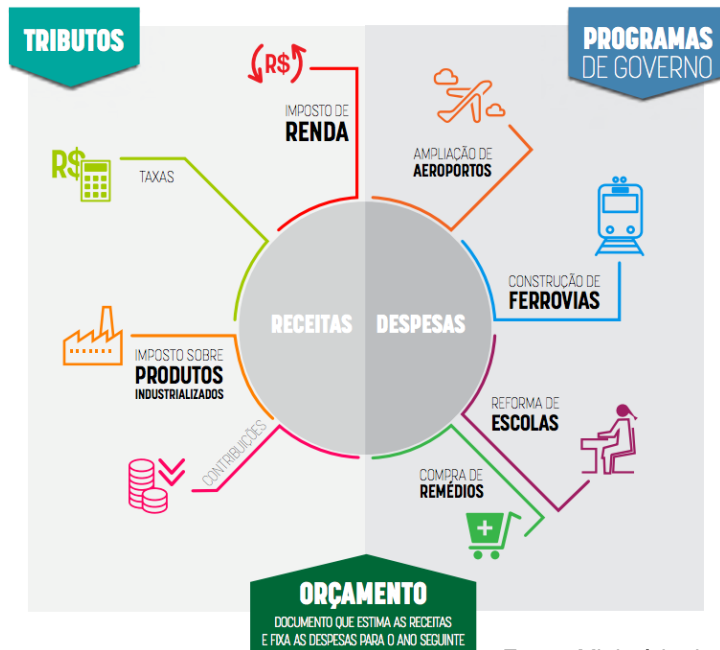 TRIBUTOS
PROGRAMAS
DE GOVERNO
R$
IMPOSTO DE
RENDA
R$
TAXAS
IMPOSTO SOBRE
PRODUTOS
INDUSTRIALIZADOS
CONTRIBUIÇÕES
RECEITAS
DESPESAS
AMPLIAÇÃO DE
AEROPORTOS
CONSTRUÇÃO DE
FERROVIAS
REFORMA DE
ESCOLAS
COMPRA DE
REMÉDIOS
ORÇAMENTO
DOCUMENTO QUE ESTIMA AS RECEITAS
E FIXA AS DESPESAS PARA O ANO SEGUINTE